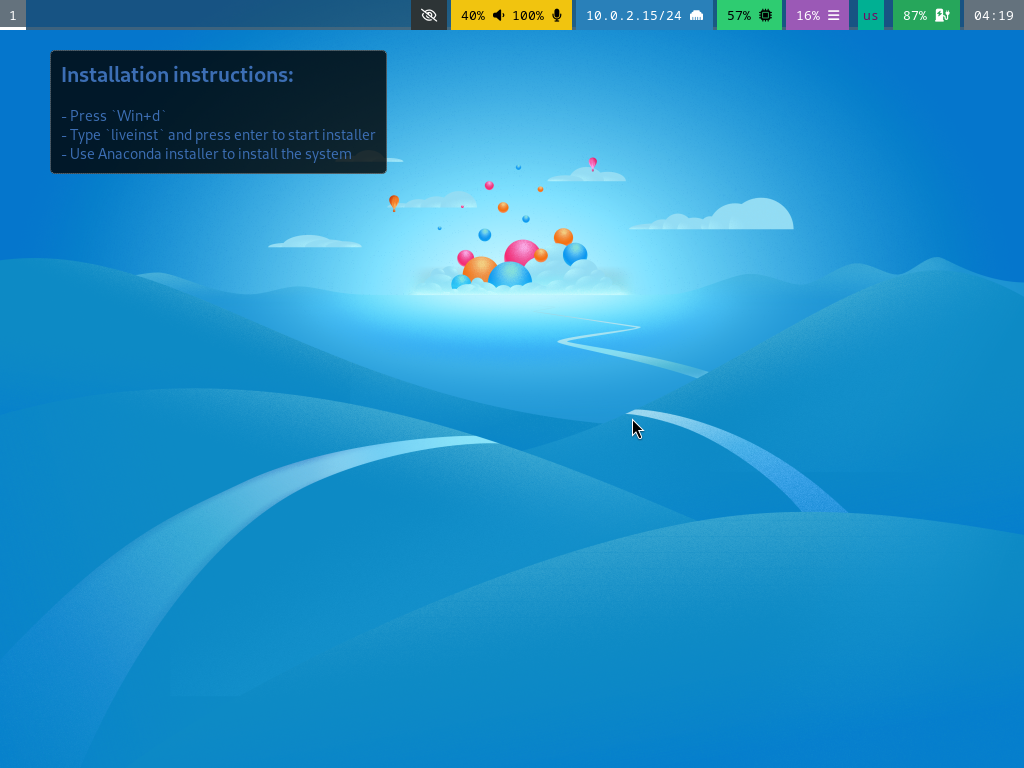 1 40% 100% 10.0.2.15/24 57% 16% us 87% 04:19
Installation instructions:
- Press `Win+d`
- Type `liveinst` and press enter to start installer
- Use Anaconda installer to install the system